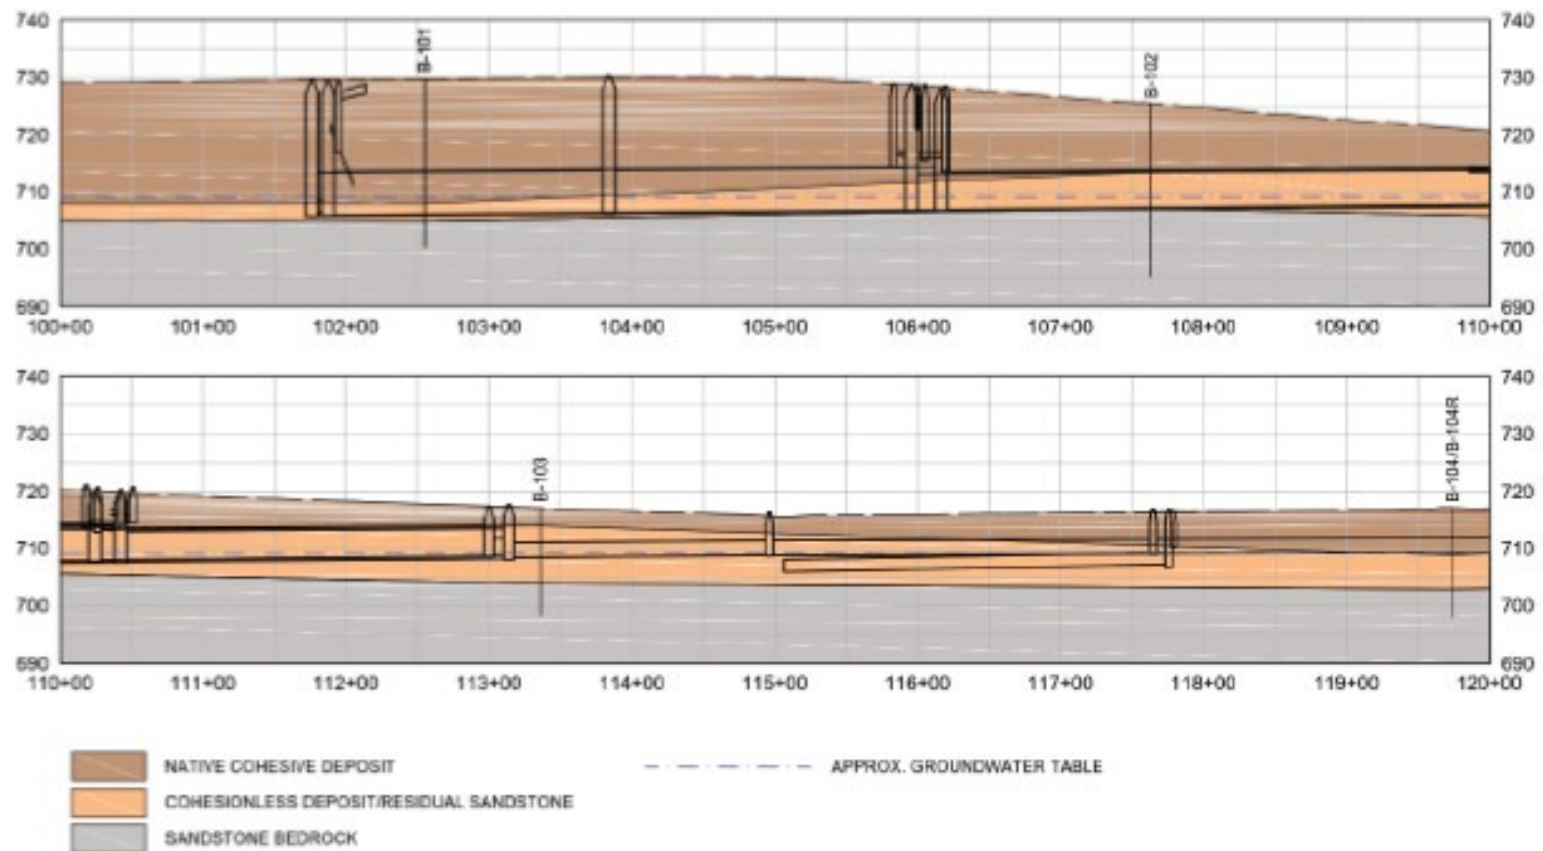 740 740
B-101
730 730
B-102
720 720
710 710
700 700
690 690
100+00 101+00 102+00 103+00 104+00 105+00 106+00 107+00 108+00 109+00 110+00
740 740
B-104/B-104R
730 730
B-103
720 720
710 710
700 700
690 690
110+00 111+00 112+00 113+00 114+00 115+00 116+00 117+00 118+00 119+00 120+00
NATIVE COHESIVE DEPOSIT APPROX. GROUNDWATER TABLE
COHESIONLESS DEPOSIT/RESIDUAL SANDSTONE
SANDSTONE BEDROCK